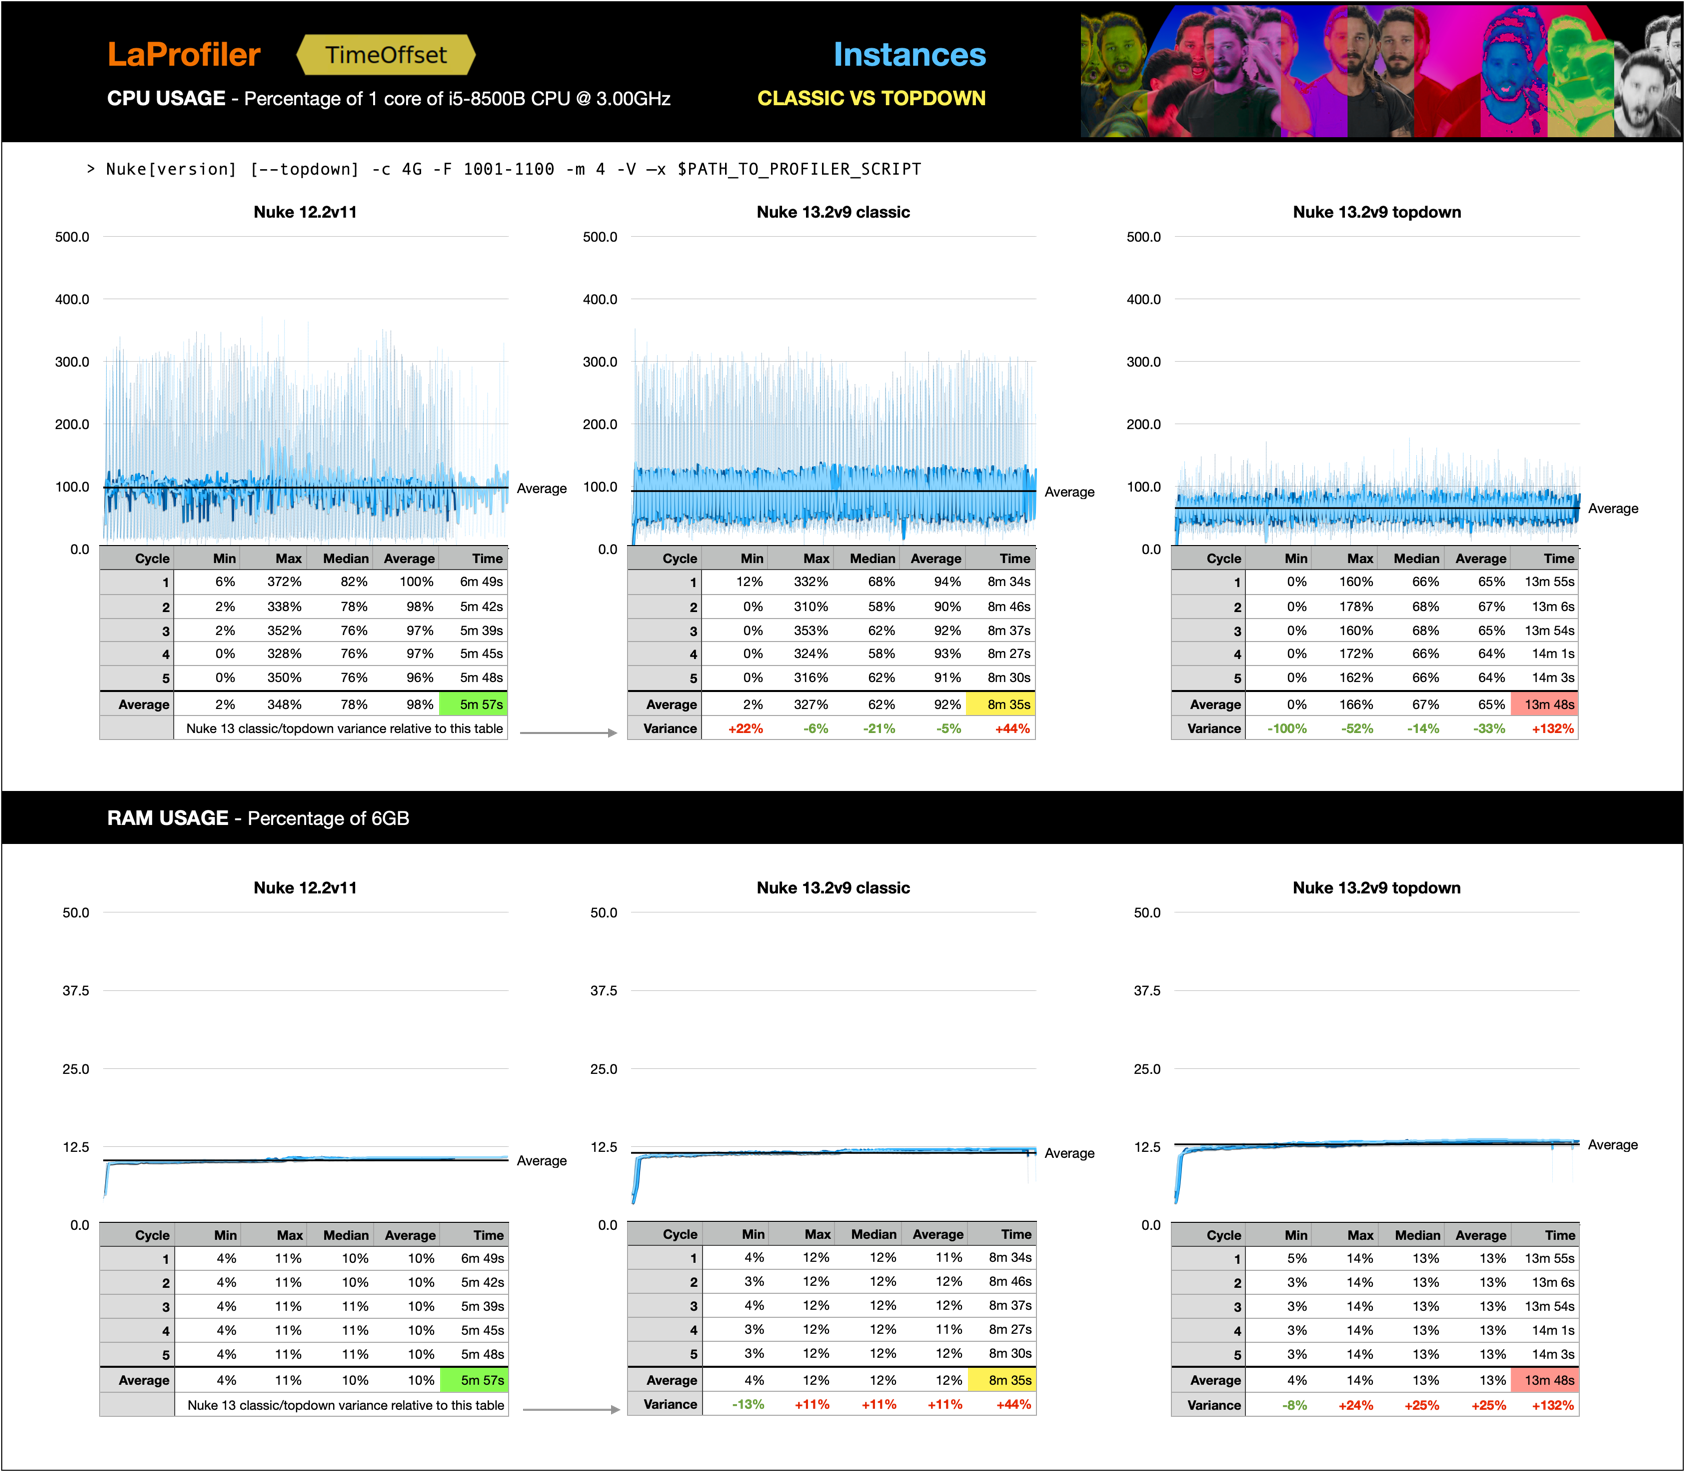 LaProfiler TimeOffset Instances
CPU USAGE - Percentage of 1 core of i5-8500B CPU @ 3.00GHz CLASSIC VS TOPDOWN
> Nuke[version] [--topdown] -c 4G -F 1001-1100 -m 4 -V —x $PATH_TO_PROFILER_SCRIPT
Nuke 12.2v11
500.0
400.0
300.0
200.0
100.0
0.0
Average
Cycle Min Max Median Average Time
1 6% 372% 82% 100% 6m 49s
2 2% 338% 78% 98% 5m 42s
3 2% 352% 76% 97% 5m 39s
4 0% 328% 76% 97% 5m 45s
5 0% 350% 76% 96% 5m 48s
Average 2% 348% 78% 98% 5m 57s
Nuke 13 classic/topdown variance relative to this table
Nuke 13.2v9 classic
500.0
400.0
300.0
200.0
100.0
0.0
Average
Cycle Min Max Median Average Time
1 12% 332% 68% 94% 8m 34s
2 0% 310% 58% 90% 8m 46s
3 0% 353% 62% 92% 8m 37s
4 0% 324% 58% 93% 8m 27s
5 0% 316% 62% 91% 8m 30s
Average 2% 327% 62% 92% 8m 35s
Variance +22% -6% -21% -5% +44%
Nuke 13.2v9 topdown
500.0
400.0
300.0
200.0
100.0
0.0
Average
Cycle Min Max Median Average Time
1 0% 160% 66% 65% 13m 55s
2 0% 178% 68% 67% 13m 6s
3 0% 160% 68% 65% 13m 54s
4 0% 172% 66% 64% 14m 1s
5 0% 162% 66% 64% 14m 3s
Average 0% 166% 67% 65% 13m 48s
Variance -100% -52% -14% -33% +132%
RAM USAGE - Percentage of 6GB
Nuke 12.2v11
50.0
37.5
25.0
12.5
0.0
Average
Cycle Min Max Median Average Time
1 4% 11% 10% 10% 6m 49s
2 4% 11% 10% 10% 5m 42s
3 4% 11% 11% 10% 5m 39s
4 4% 11% 11% 10% 5m 45s
5 4% 11% 11% 10% 5m 48s
Average 4% 11% 10% 10% 5m 57s
Nuke 13 classic/topdown variance relative to this table
Nuke 13.2v9 classic
50.0
37.5
25.0
12.5
0.0
Average
Cycle Min Max Median Average Time
1 4% 12% 12% 11% 8m 34s
2 3% 12% 12% 12% 8m 46s
3 4% 12% 12% 12% 8m 37s
4 3% 12% 12% 11% 8m 27s
5 3% 12% 12% 12% 8m 30s
Average 4% 12% 12% 12% 8m 35s
Variance -13% +11% +11% +11% +44%
Nuke 13.2v9 topdown
50.0
37.5
25.0
12.5
0.0
Average
Cycle Min Max Median Average Time
1 5% 14% 13% 13% 13m 55s
2 3% 14% 13% 13% 13m 6s
3 3% 14% 13% 13% 13m 54s
4 3% 14% 13% 13% 14m 1s
5 3% 14% 13% 13% 14m 3s
Average 4% 14% 13% 13% 13m 48s
Variance -8% +24% +25% +25% +132%